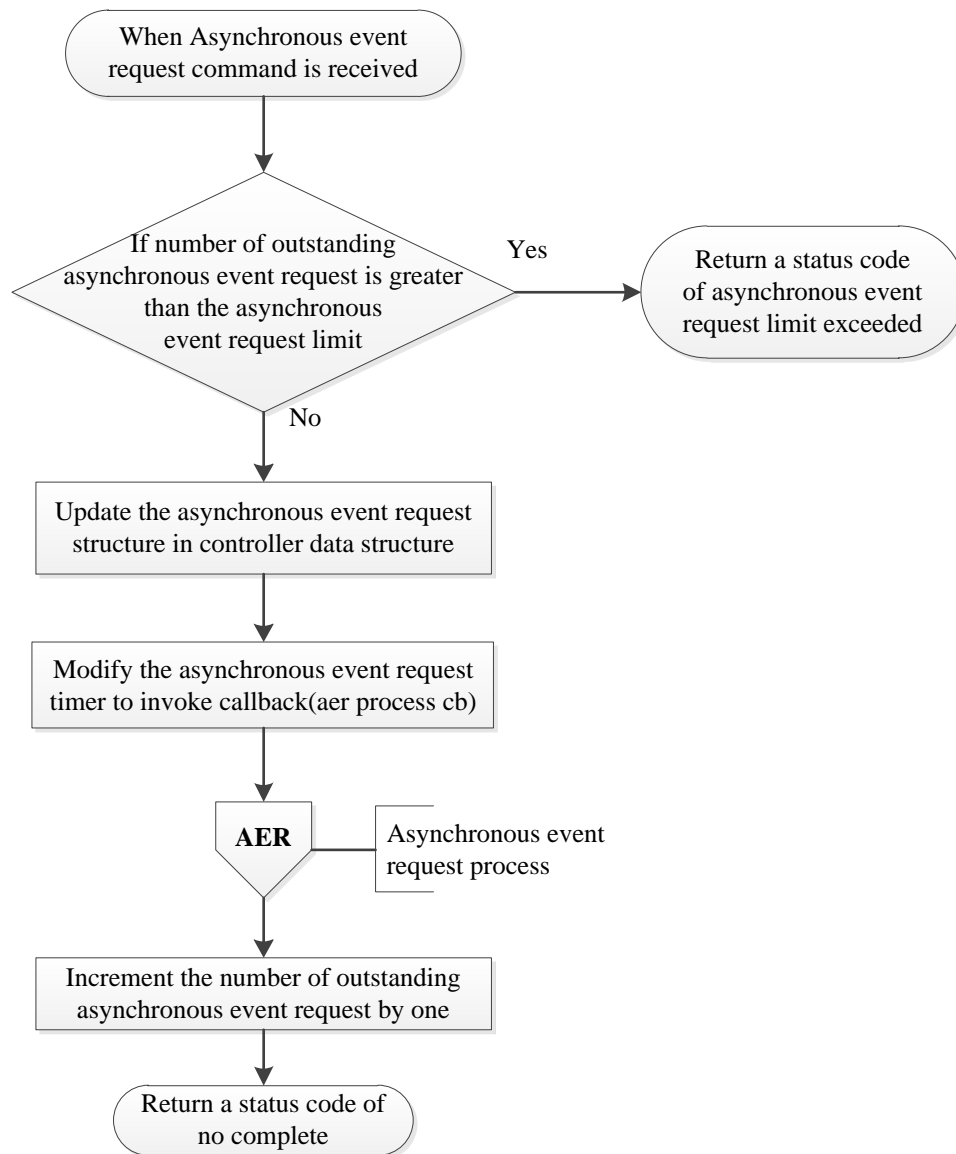 When Asynchronous event
request command is received
If number of outstanding
asynchronous event request is greater
than the asynchronous
event request limit
Yes
Return a status code
of asynchronous event
request limit exceeded
No
Update the asynchronous event request
structure in controller data structure
Modify the asynchronous event request
timer to invoke callback(aer process cb)
AER
Asynchronous event
request process
Increment the number of outstanding
asynchronous event request by one
Return a status code of
no complete